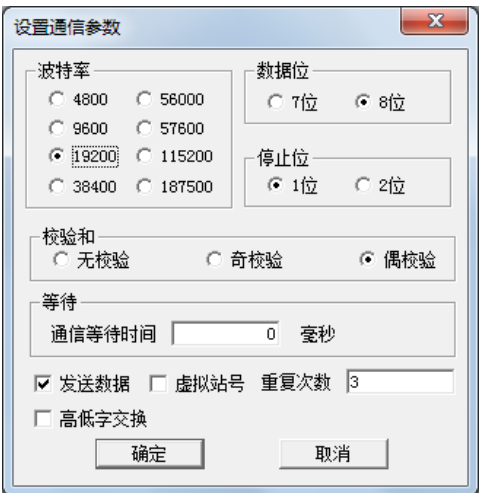 设置通信参数
波特率
4800 56000
9600 57600
19200 115200
38400 187500
数据位
7位 8位
停止位
1位 2位
校验和
无校验 奇校验 偶校验
等待
通信等待时间 0 毫秒
发送数据 虚拟站号 重复次数 3
高低字交换
确定 取消